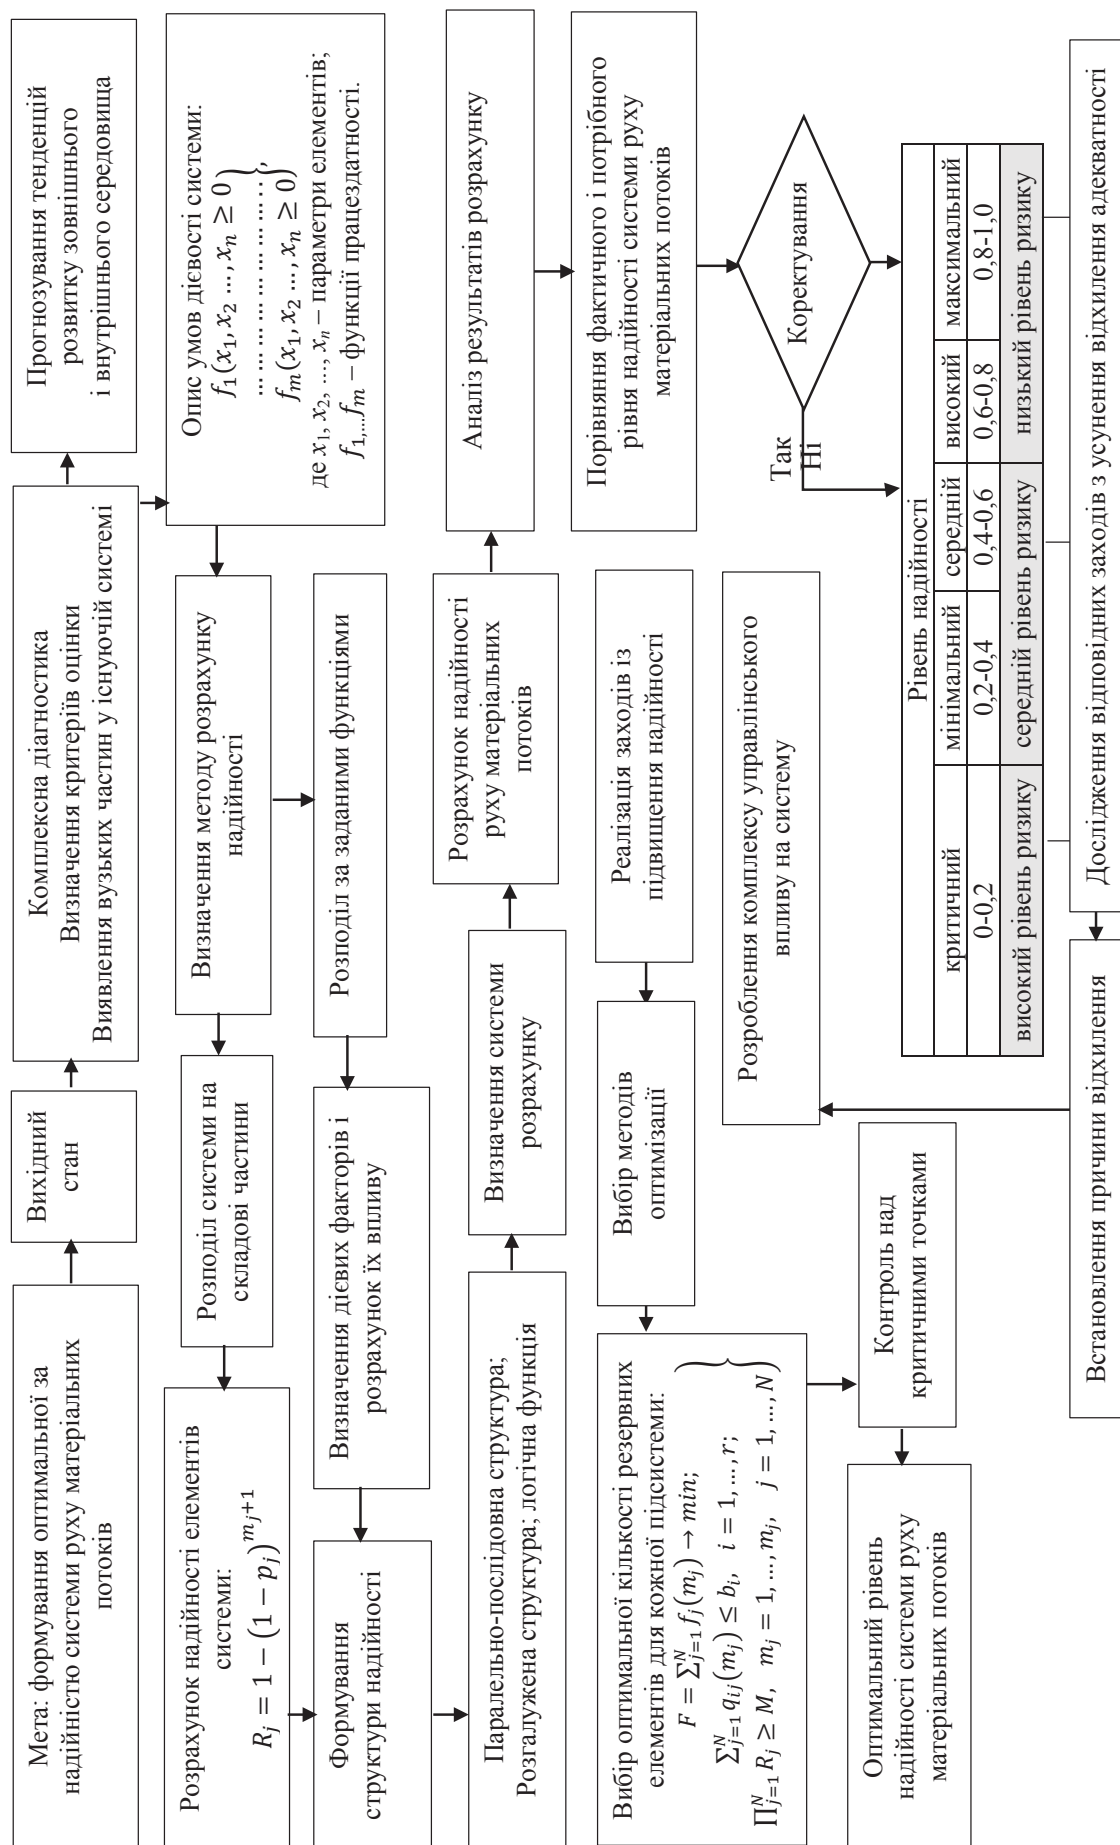 Мета: формування оптимальної за
надійністю системи руху матеріальних
потоків
Вихідний
стан
Комплексна діагностика
Визначення критеріїв оцінки
Виявлення вузьких частин у існуючій системі
Прогнозування тенденцій
розвитку зовнішнього
і внутрішнього середовища
Опис умов дієвості системи:
f₁(x₁, x₂ ..., xₙ ≥ 0
.................................. },
fₘ(x₁, x₂ ..., xₙ ≥ 0)
де x₁, x₂, ..., xₙ − параметри елементів;
f₁,...fₘ − функції працездатності.
Визначення методу розрахунку
надійності
Розподіл системи на
складові частини
Розрахунок надійності елементів
системи:
Rⱼ = 1 − (1 − pⱼ)^{mⱼ+1}
Розподіл за заданими функціями
Визначення дієвих факторів і
розрахунок їх впливу
Формування
структури надійності
Паралельно-послідовна структура;
Розгалужена структура; логічна функція
Визначення системи
розрахунку
Розрахунок надійності
руху матеріальних
потоків
Аналіз результатів розрахунку
Порівняння фактичного і потрібного
рівня надійності системи руху
матеріальних потоків
Коректування
Так
Ні
Рівень надійності
критичний мінімальний середній високий максимальний
0-0,2 0,2-0,4 0,4-0,6 0,6-0,8 0,8-1,0
високий рівень ризику середній рівень ризику низький рівень ризику
Дослідження відповідних заходів з усунення відхилення адекватності
Встановлення причини відхилення
Розроблення комплексу управлінського
впливу на систему
Реалізація заходів із
підвищення надійності
Вибір методів
оптимізації
Вибір оптимальної кількості резервних
елементів для кожної підсистеми:
F = Σ_{j=1}^{N} fⱼ(mⱼ) → min;
Σ_{j=1}^{N} q_{ij}(mⱼ) ≤ bᵢ, i = 1, ..., r; }
Π_{j=1}^{N} Rⱼ ≥ M, mⱼ = 1, ..., mⱼ, j = 1, ..., N
Контроль над
критичними точками
Оптимальний рівень
надійності системи руху
матеріальних потоків